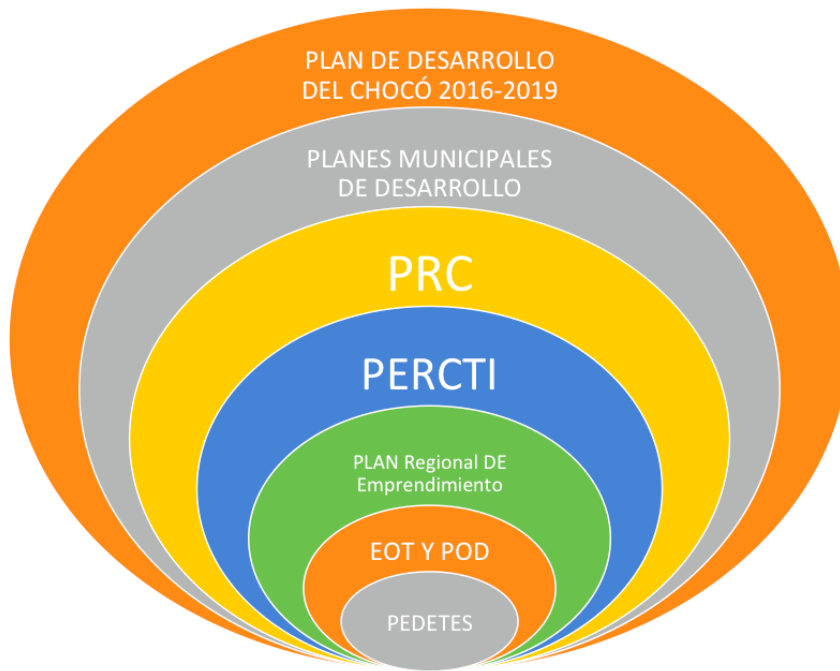 PLAN DE DESARROLLO
DEL CHOCÓ 2016-2019
PLANES MUNICIPALES
DE DESARROLLO
PRC
PERCTI
PLAN Regional DE
Emprendimiento
EOT Y POD
PEDETES